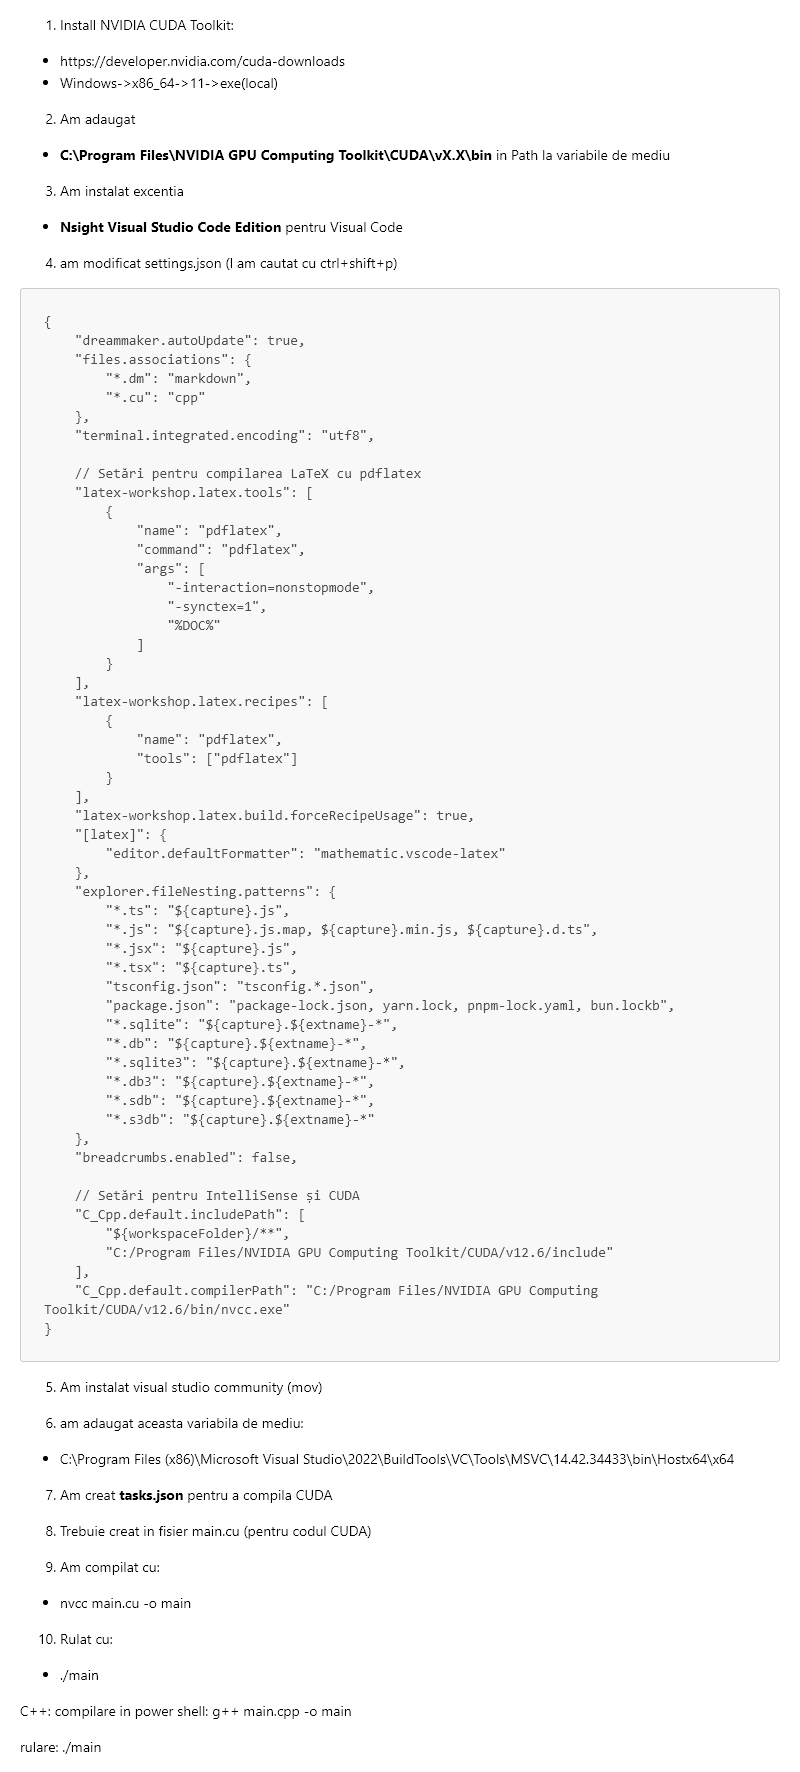 1. Install NVIDIA CUDA Toolkit:
• https://developer.nvidia.com/cuda-downloads
• Windows->x86_64->11->exe(local)
2. Am adaugat
• C:\Program Files\NVIDIA GPU Computing Toolkit\CUDA\vX.X\bin in Path la variabile de mediu
3. Am instalat excentia
• Nsight Visual Studio Code Edition pentru Visual Code
4. am modificat settings.json (l am cautat cu ctrl+shift+p)
{
    "dreammaker.autoUpdate": true,
    "files.associations": {
        "*.dm": "markdown",
        "*.cu": "cpp"
    },
    "terminal.integrated.encoding": "utf8",

    // Setări pentru compilarea LaTeX cu pdflatex
    "latex-workshop.latex.tools": [
        {
            "name": "pdflatex",
            "command": "pdflatex",
            "args": [
                "-interaction=nonstopmode",
                "-synctex=1",
                "%DOC%"
            ]
        }
    ],
    "latex-workshop.latex.recipes": [
        {
            "name": "pdflatex",
            "tools": ["pdflatex"]
        }
    ],
    "latex-workshop.latex.build.forceRecipeUsage": true,
    "[latex]": {
        "editor.defaultFormatter": "mathematic.vscode-latex"
    },
    "explorer.fileNesting.patterns": {
        "*.ts": "${capture}.js",
        "*.js": "${capture}.js.map, ${capture}.min.js, ${capture}.d.ts",
        "*.jsx": "${capture}.js",
        "*.tsx": "${capture}.ts",
        "tsconfig.json": "tsconfig.*.json",
        "package.json": "package-lock.json, yarn.lock, pnpm-lock.yaml, bun.lockb",
        "*.sqlite": "${capture}.${extname}-*",
        "*.db": "${capture}.${extname}-*",
        "*.sqlite3": "${capture}.${extname}-*",
        "*.db3": "${capture}.${extname}-*",
        "*.sdb": "${capture}.${extname}-*",
        "*.s3db": "${capture}.${extname}-*"
    },
    "breadcrumbs.enabled": false,

    // Setări pentru IntelliSense și CUDA
    "C_Cpp.default.includePath": [
        "${workspaceFolder}/**",
        "C:/Program Files/NVIDIA GPU Computing Toolkit/CUDA/v12.6/include"
    ],
    "C_Cpp.default.compilerPath": "C:/Program Files/NVIDIA GPU Computing
Toolkit/CUDA/v12.6/bin/nvcc.exe"
}
5. Am instalat visual studio community (mov)
6. am adaugat aceasta variabila de mediu:
• C:\Program Files (x86)\Microsoft Visual Studio\2022\BuildTools\VC\Tools\MSVC\14.42.34433\bin\Hostx64\x64
7. Am creat tasks.json pentru a compila CUDA
8. Trebuie creat in fisier main.cu (pentru codul CUDA)
9. Am compilat cu:
• nvcc main.cu -o main
10. Rulat cu:
• ./main
C++: compilare in power shell: g++ main.cpp -o main
rulare: ./main